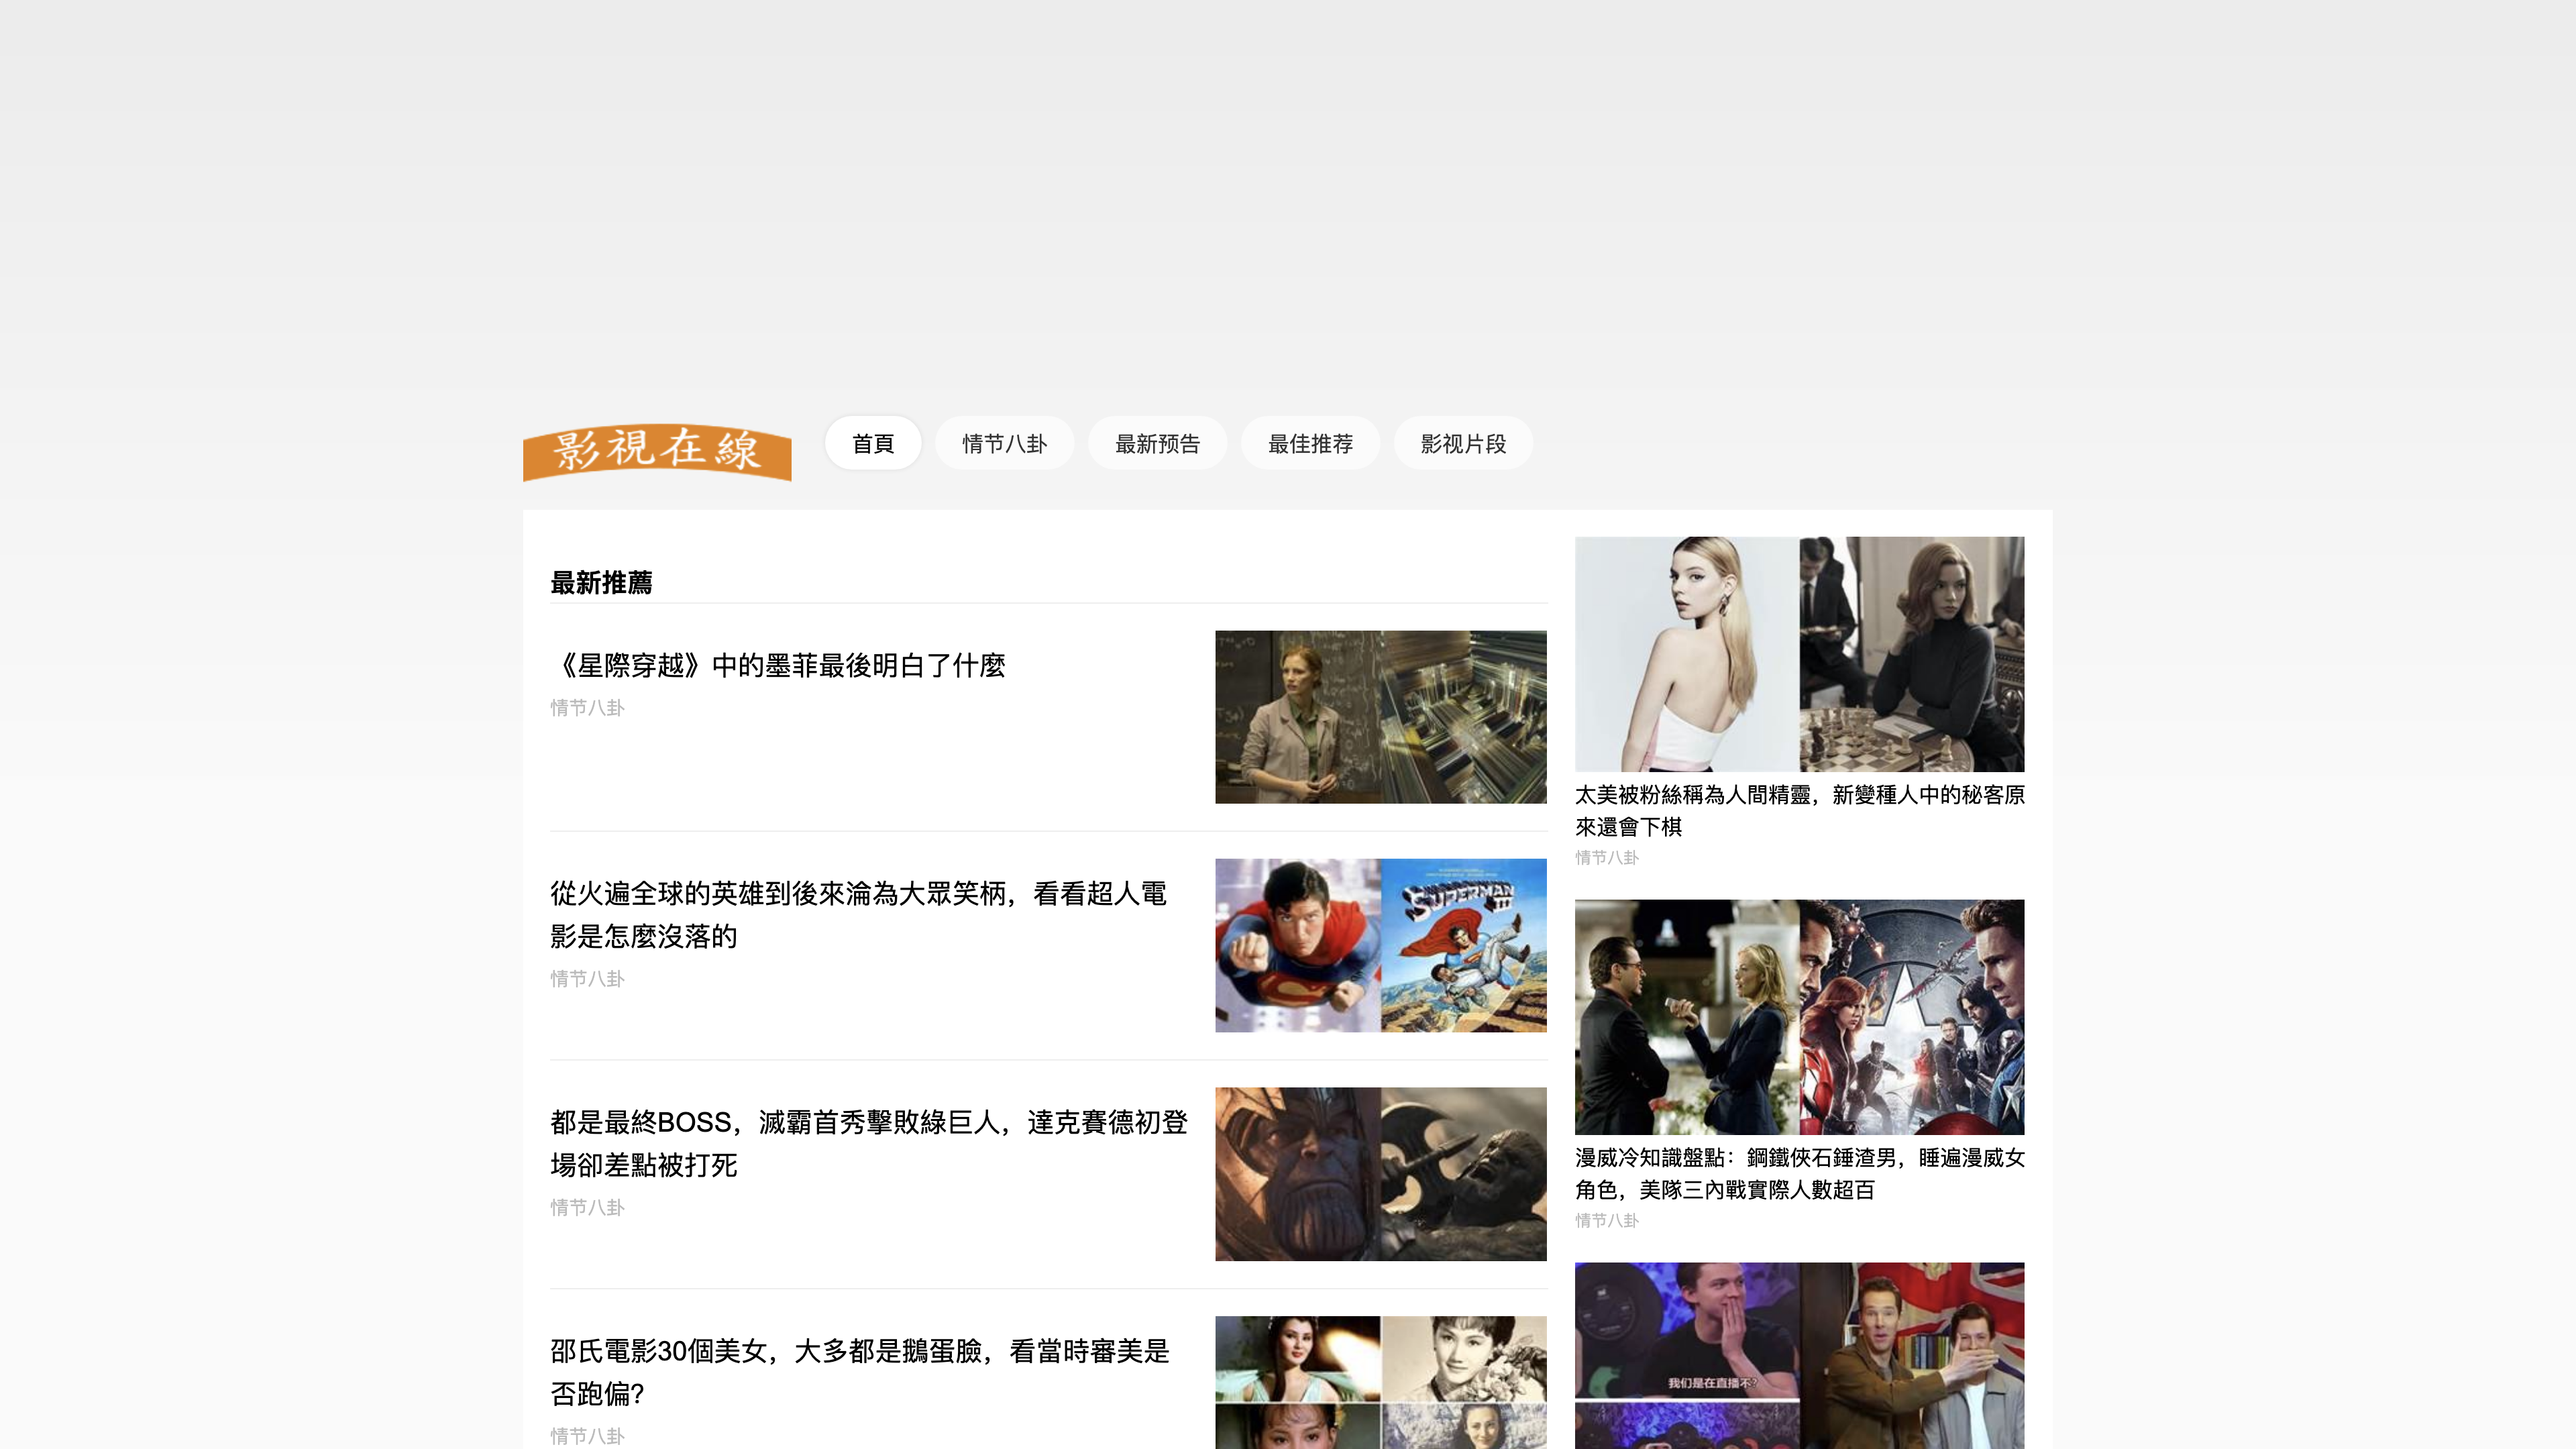 影視在線
首頁
情节八卦
最新预告
最佳推荐
影视片段
最新推薦
《星際穿越》中的墨菲最後明白了什麼
情节八卦
從火遍全球的英雄到後來淪為大眾笑柄，看看超人電
影是怎麼沒落的
情节八卦
SUPERMAN
III
都是最終BOSS，滅霸首秀擊敗綠巨人，達克賽德初登
場卻差點被打死
情节八卦
邵氏電影30個美女，大多都是鵝蛋臉，看當時審美是
否跑偏?
情节八卦
太美被粉絲稱為人間精靈，新變種人中的秘客原
來還會下棋
情节八卦
漫威冷知識盤點：鋼鐵俠石錘渣男，睡遍漫威女
角色，美隊三內戰實際人數超百
情节八卦
我们是在直播不?